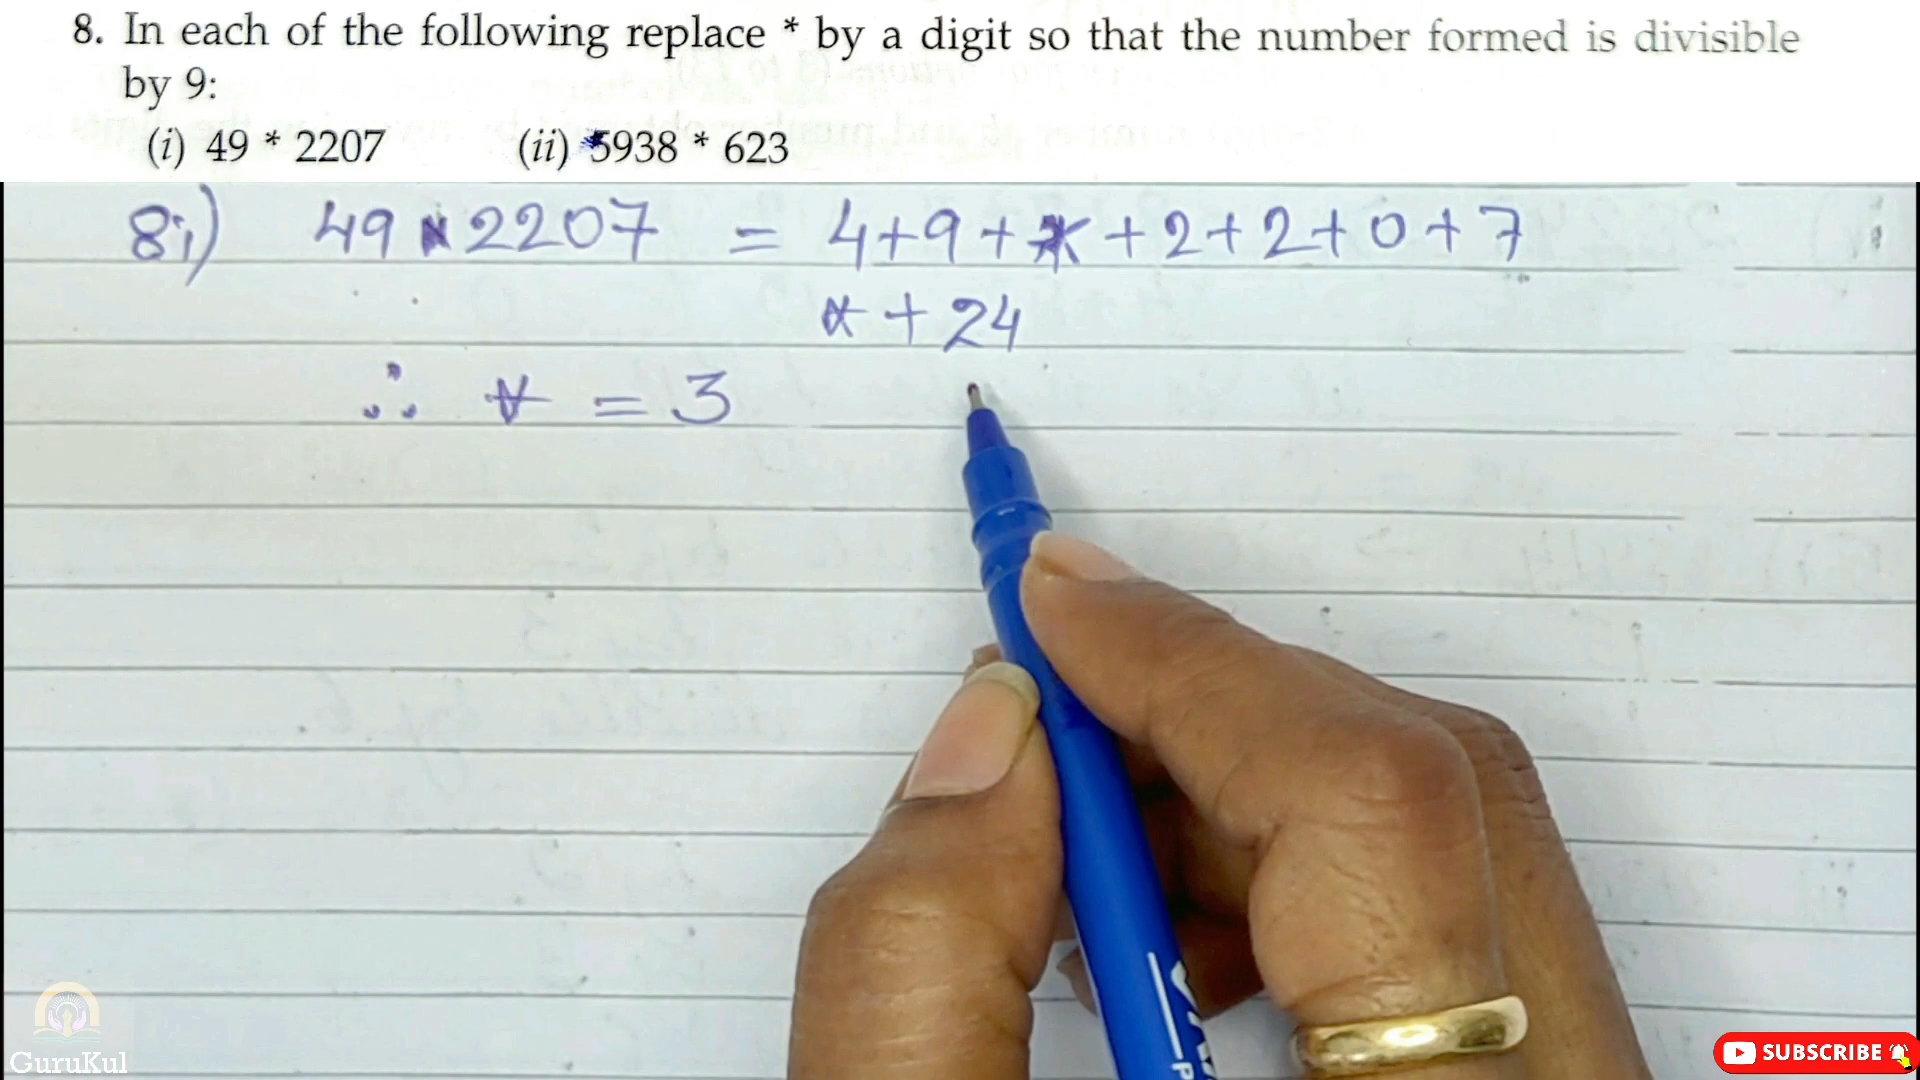 8. In each of the following replace * by a digit so that the number formed is divisible
by 9:
(i) 49 * 2207 (ii) 5938 * 623
8i) 49 * 2207 = 4+9+*+2+2+0+7
* + 24
∴ * = 3
GuruKul
SUBSCRIBE